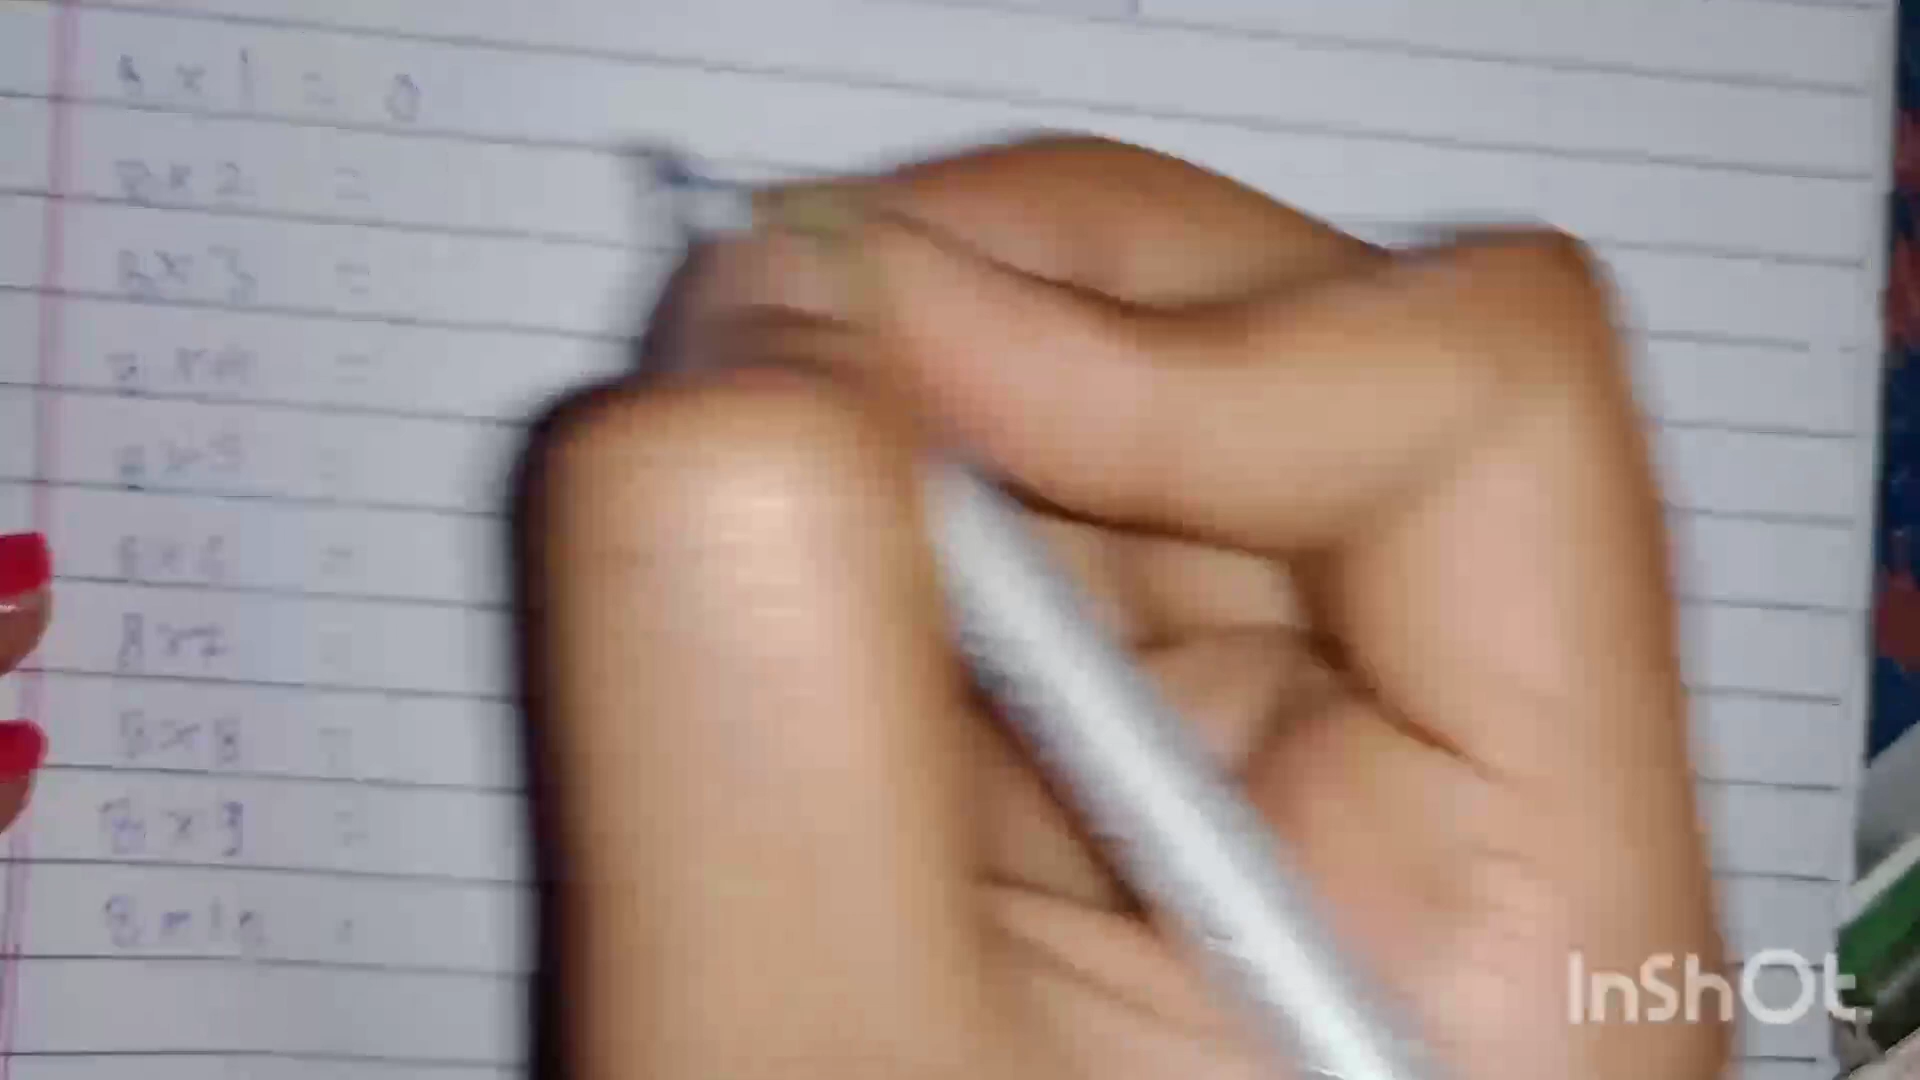 8 x 1 = 8
8 x 2 =
8 x 3 =
8 x 4 =
8 x 5 =
8 x 6 =
8 x 7 =
8 x 8 =
8 x 9 =
8 x 10 =
InShOt